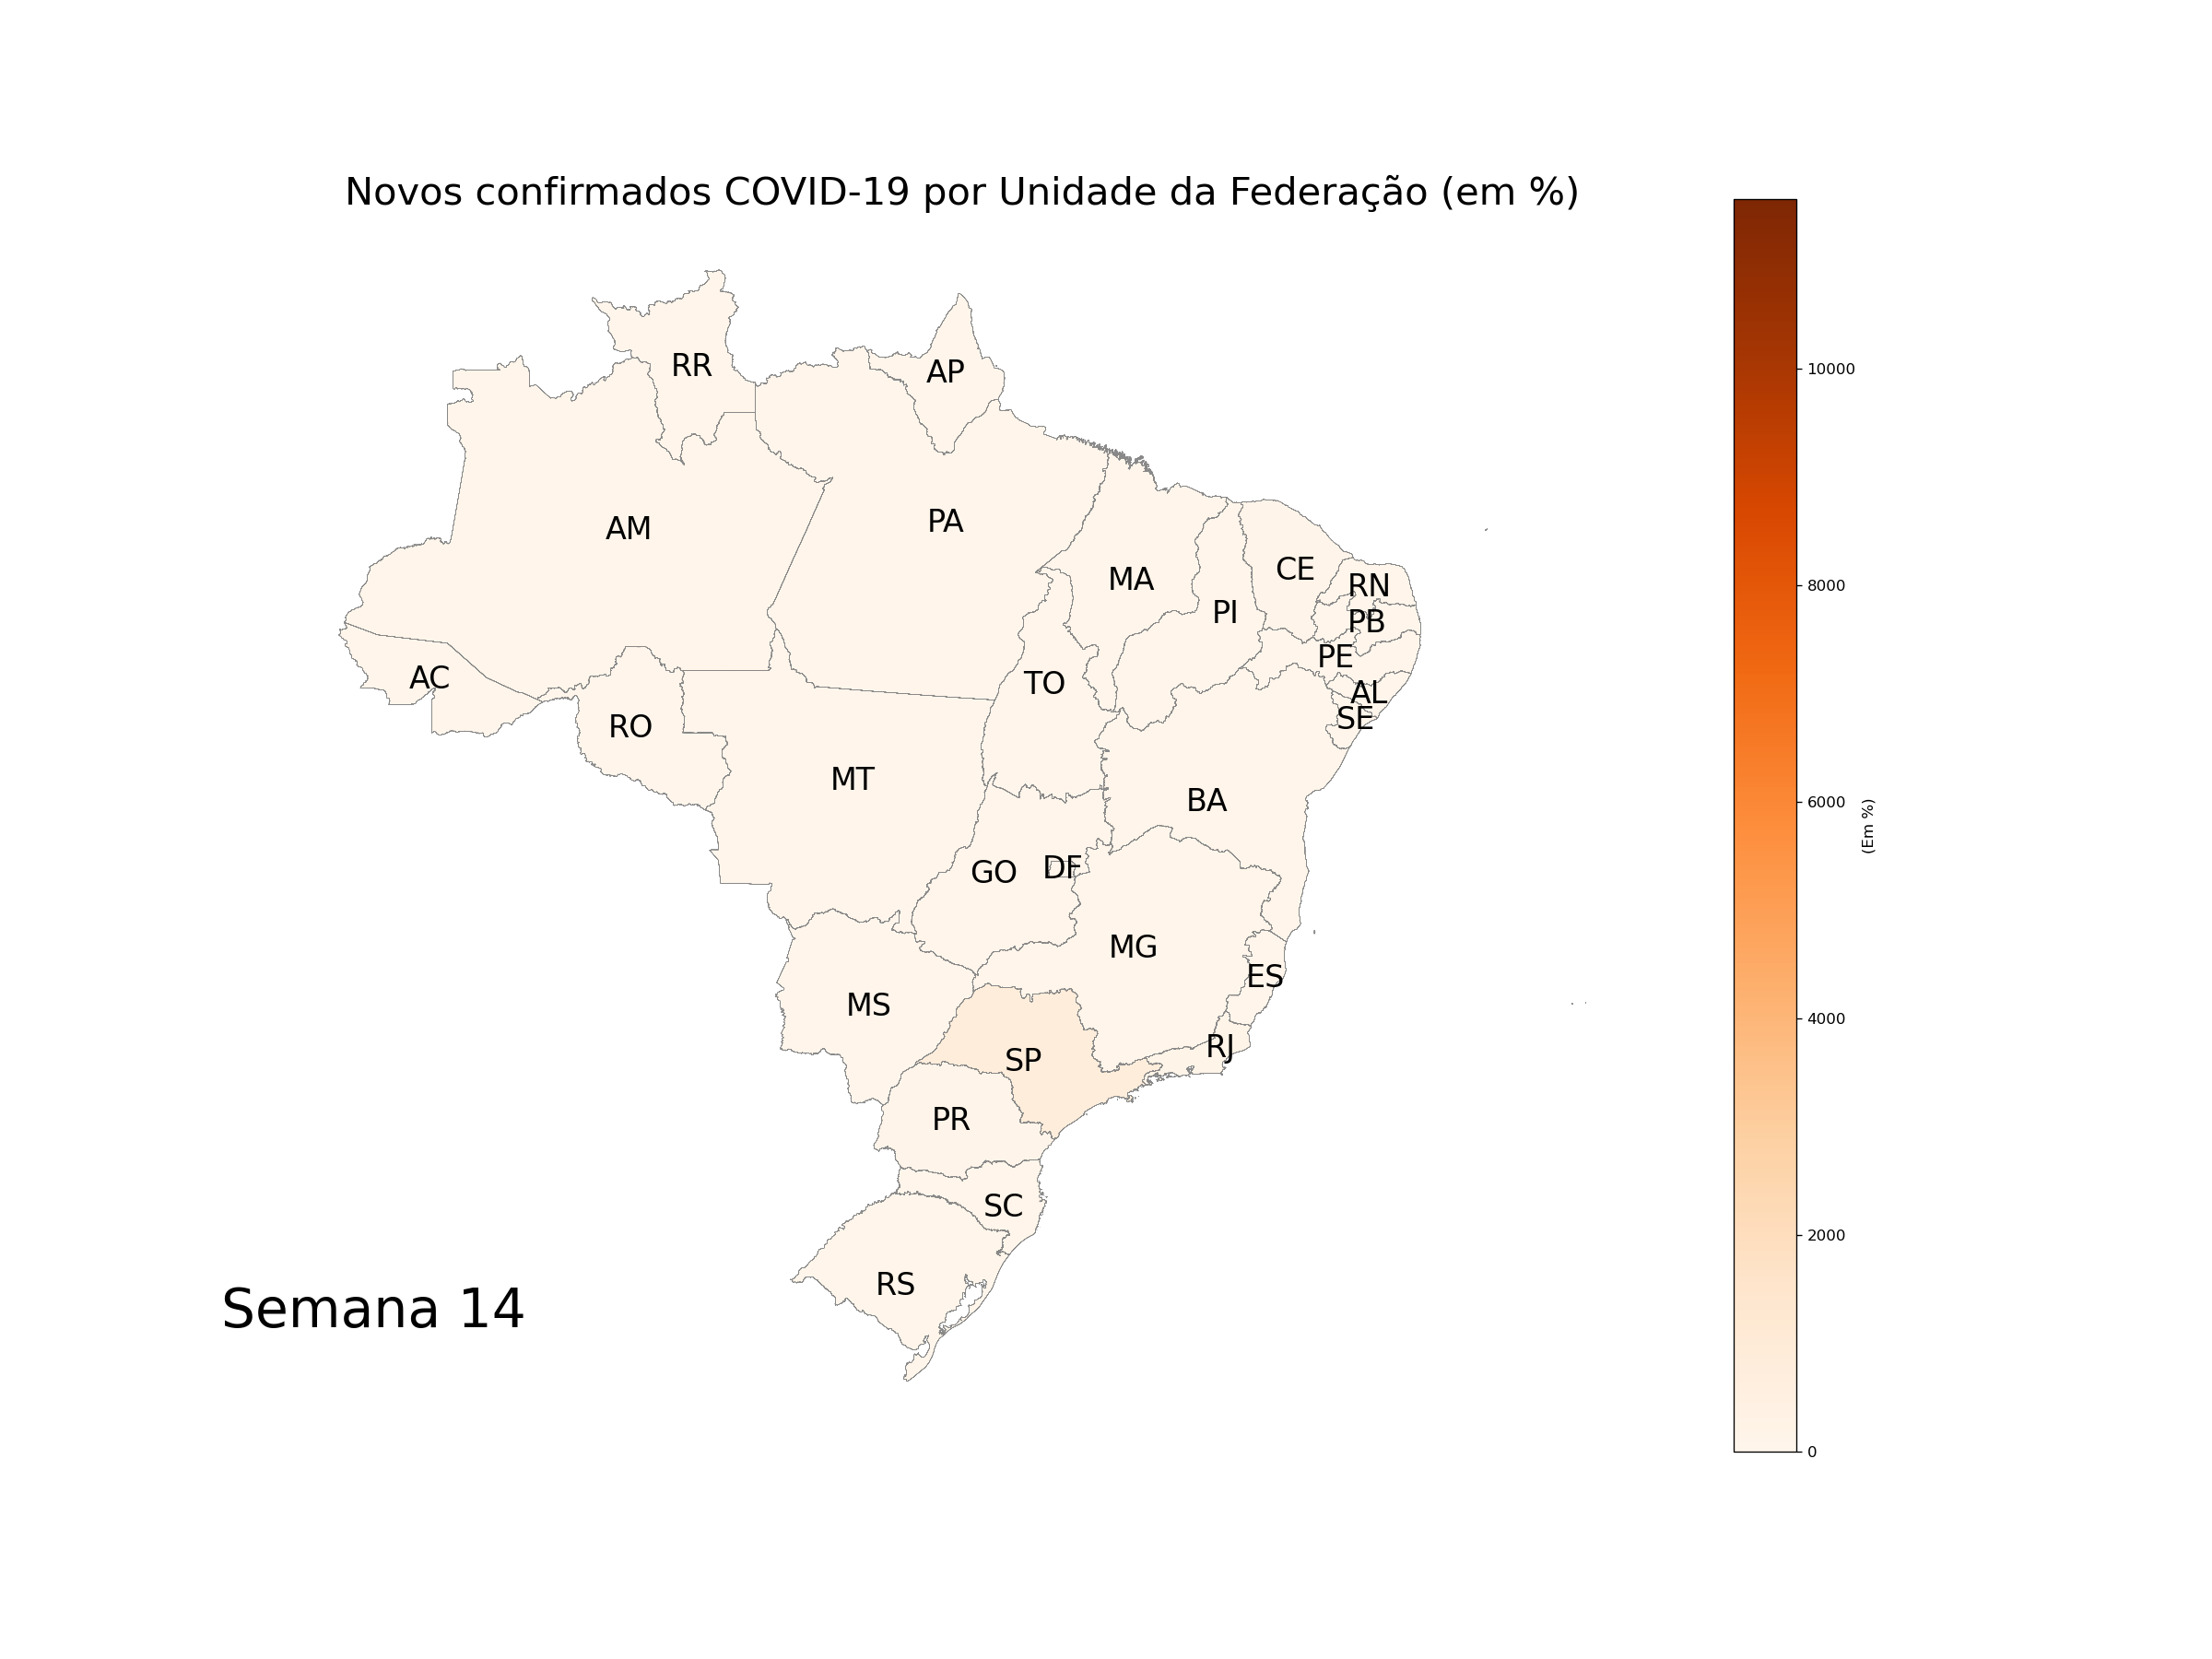 Novos confirmados COVID-19 por Unidade da Federação (em %)
RR
AP
AM
PA
MA
CE
RN
PI
PB
PE
AC
TO
AL
SE
RO
MT
BA
GO
DF
MG
ES
MS
RJ
SP
PR
SC
RS
Semana 14
10000
8000
6000
4000
2000
0
(Em %)